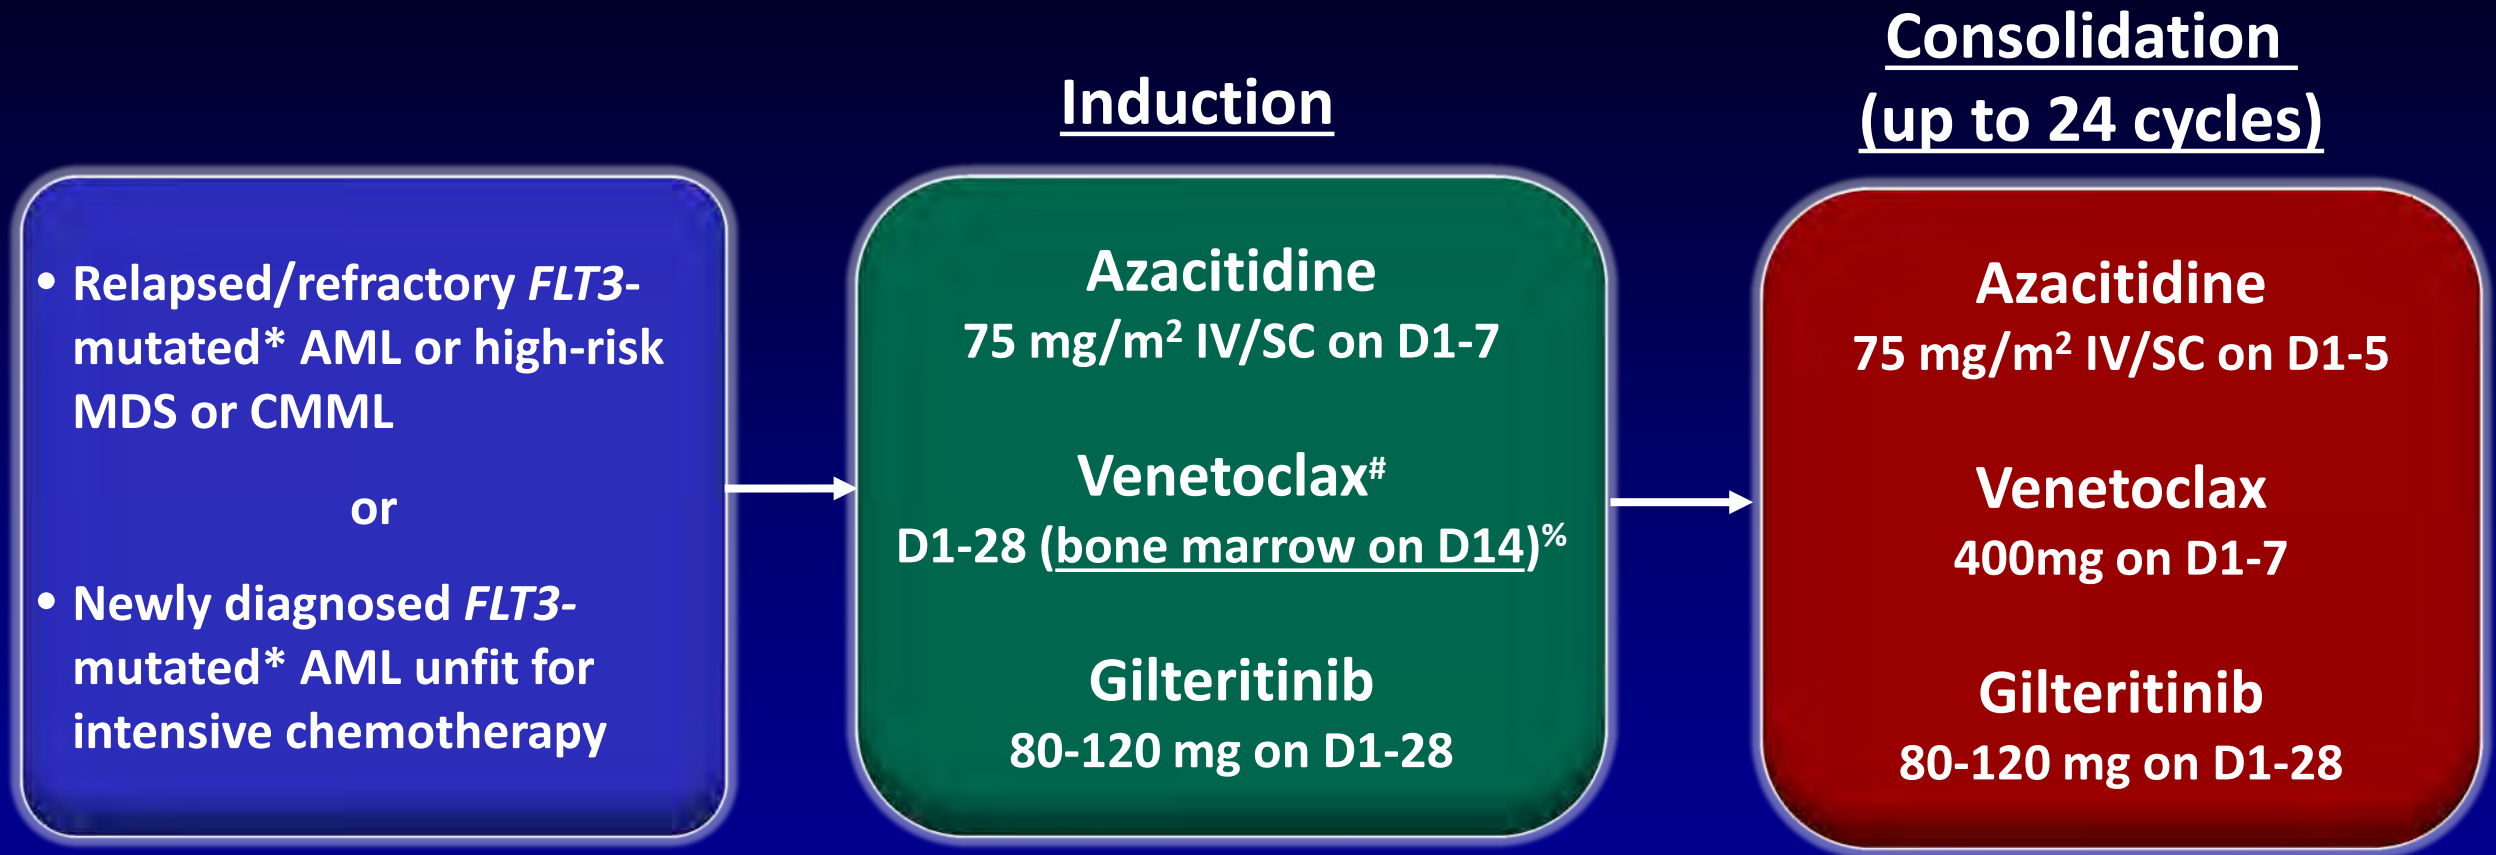 • Relapsed/refractory FLT3-
mutated* AML or high-risk
MDS or CMML
or
• Newly diagnosed FLT3-
mutated* AML unfit for
intensive chemotherapy
Induction
Azacitidine
75 mg/m² IV/SC on D1-7
Venetoclax#
D1-28 (bone marrow on D14)%
Gilteritinib
80-120 mg on D1-28
Consolidation
(up to 24 cycles)
Azacitidine
75 mg/m² IV/SC on D1-5
Venetoclax
400mg on D1-7
Gilteritinib
80-120 mg on D1-28